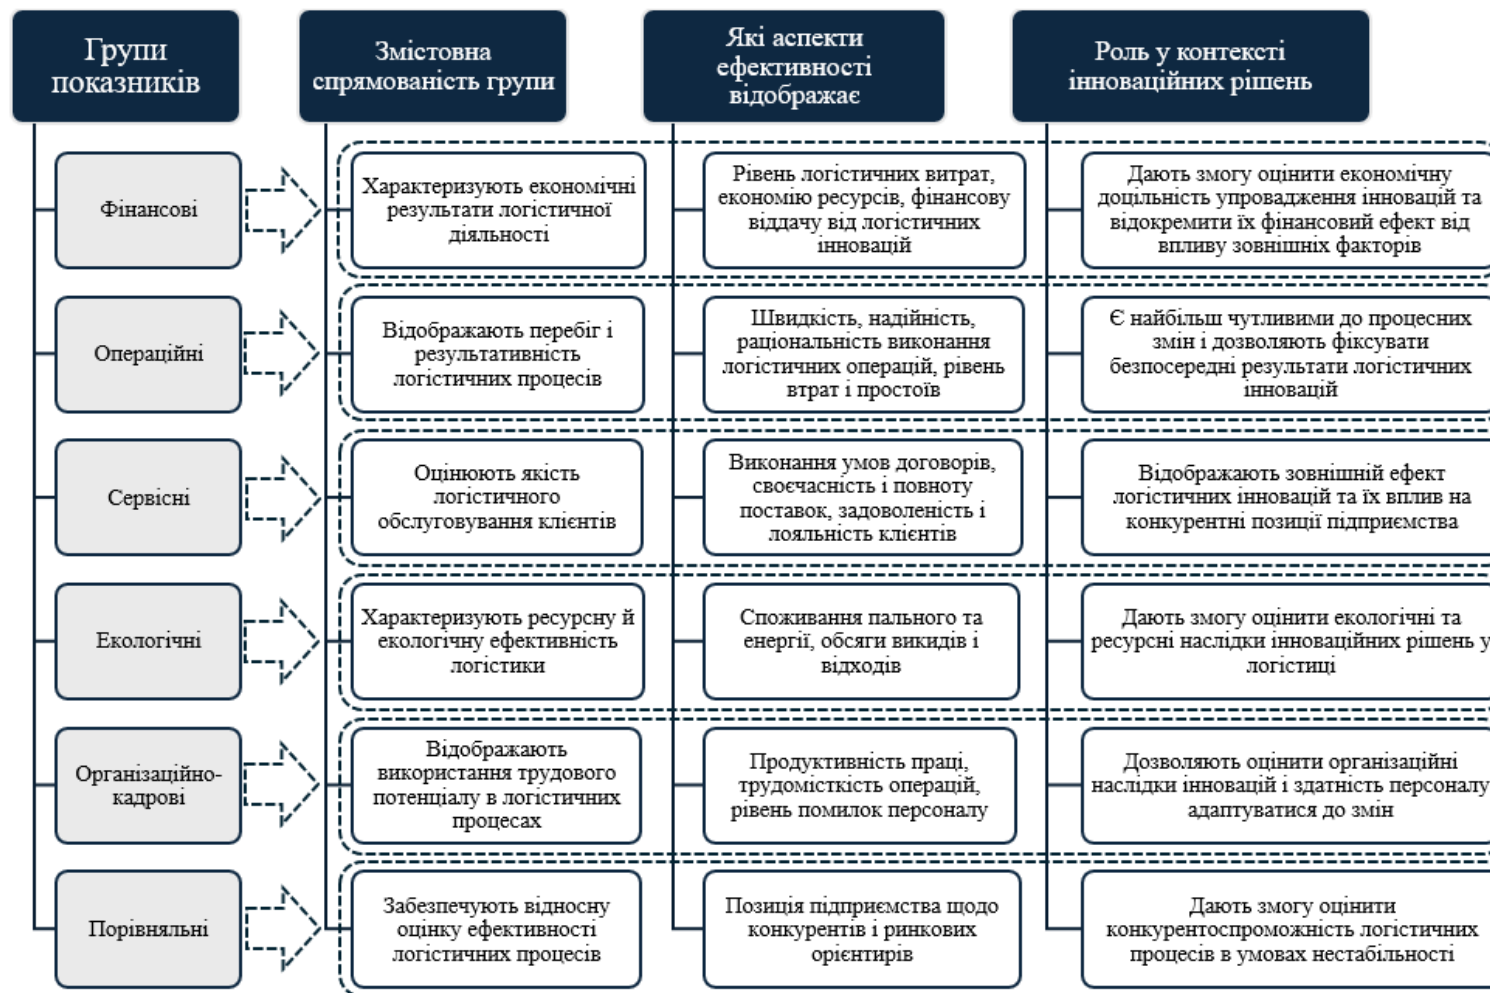 Групи
показників
Змістовна
спрямованість групи
Які аспекти
ефективності
відображає
Роль у контексті
інноваційних рішень
Фінансові
Характеризують економічні
результати логістичної
діяльності
Рівень логістичних витрат,
економію ресурсів, фінансову
віддачу від логістичних
інновацій
Дають змогу оцінити економічну
доцільність упровадження інновацій та
відокремити їх фінансовий ефект від
впливу зовнішніх факторів
Операційні
Відображають перебіг і
результативність
логістичних процесів
Швидкість, надійність,
раціональність виконання
логістичних операцій, рівень
втрат і простоїв
Є найбільш чутливими до процесних
змін і дозволяють фіксувати
безпосередні результати логістичних
інновацій
Сервісні
Оцінюють якість
логістичного
обслуговування клієнтів
Виконання умов договорів,
своєчасність і повноту
поставок, задоволеність і
лояльність клієнтів
Відображають зовнішній ефект
логістичних інновацій та їх вплив на
конкурентні позиції підприємства
Екологічні
Характеризують ресурсну й
екологічну ефективність
логістики
Споживання пального та
енергії, обсяги викидів і
відходів
Дають змогу оцінити екологічні та
ресурсні наслідки інноваційних рішень у
логістиці
Організаційно-
кадрові
Відображають
використання трудового
потенціалу в логістичних
процесах
Продуктивність праці,
трудомісткість операцій,
рівень помилок персоналу
Дозволяють оцінити організаційні
наслідки інновацій і здатність персоналу
адаптуватися до змін
Порівняльні
Забезпечують відносну
оцінку ефективності
логістичних процесів
Позиція підприємства щодо
конкурентів і ринкових
орієнтирів
Дають змогу оцінити
конкурентоспроможність логістичних
процесів в умовах нестабільності